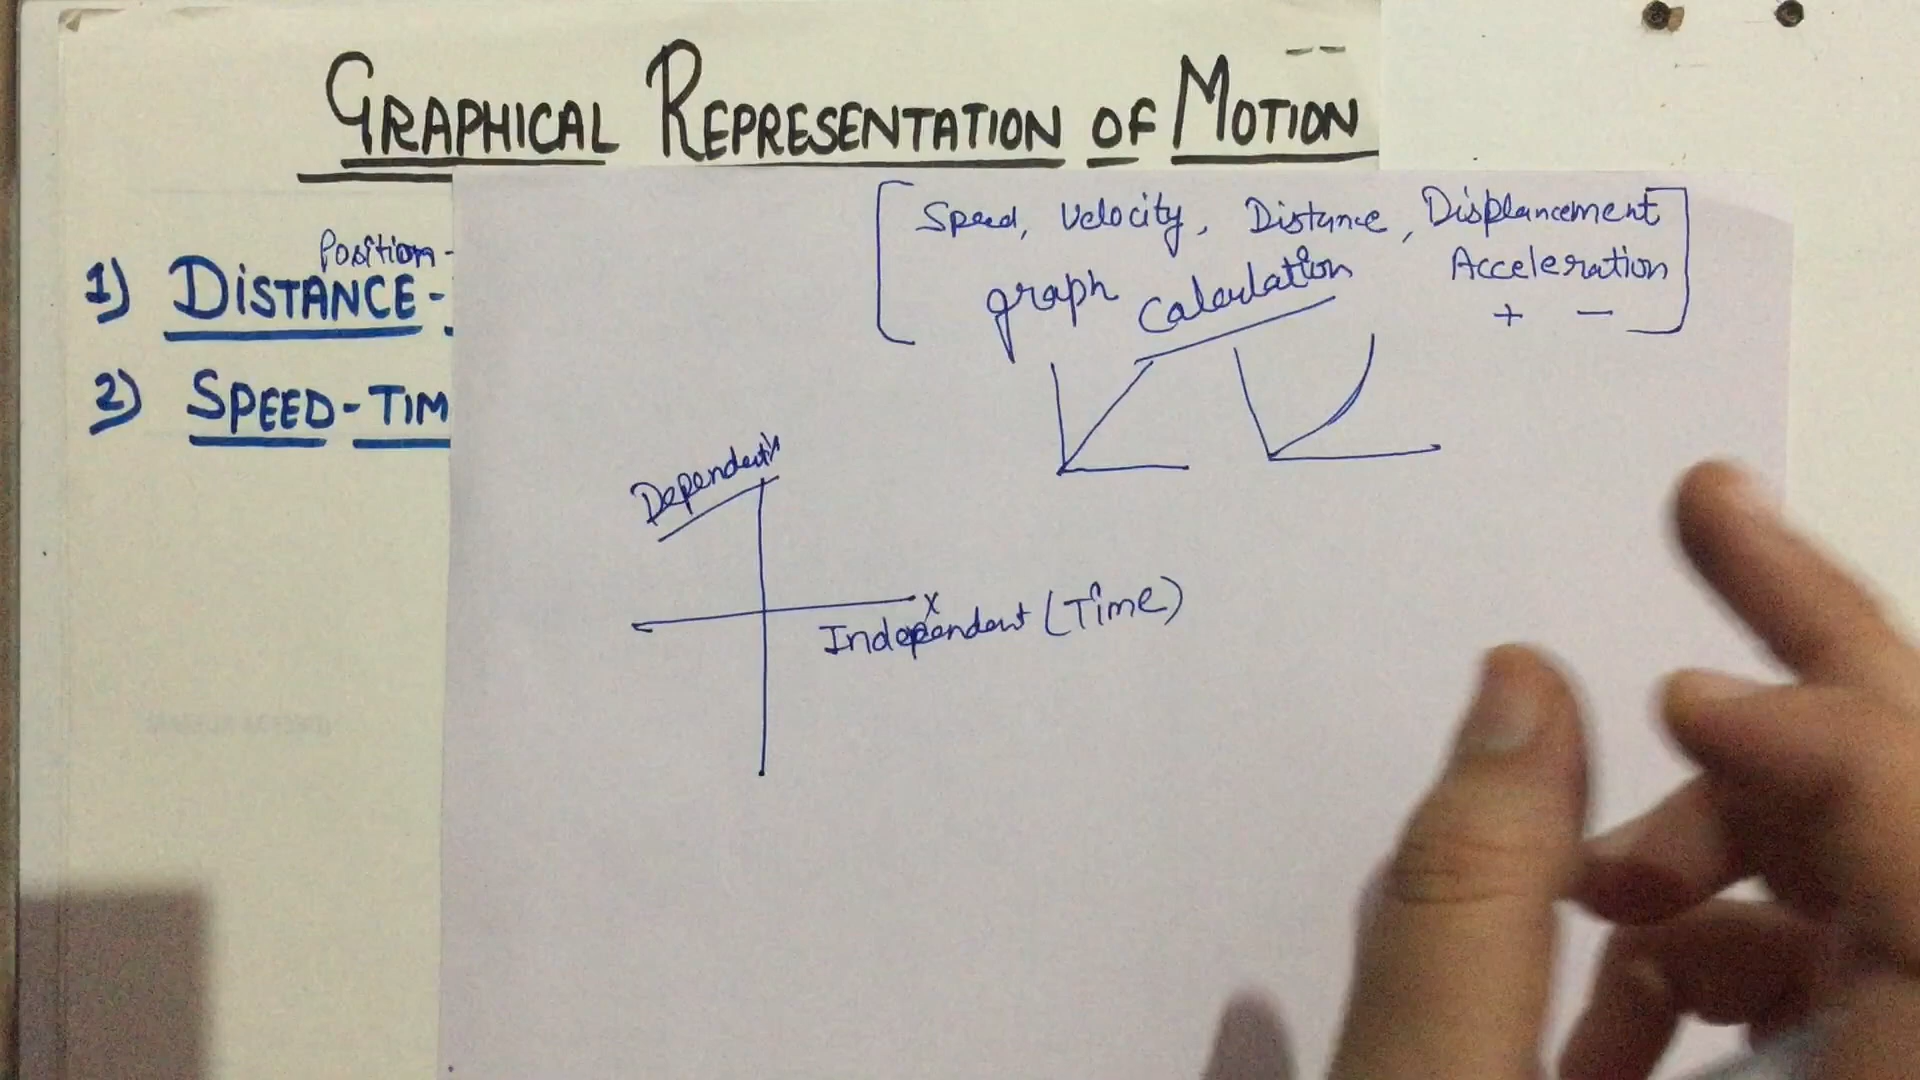 GRAPHICAL REPRESENTATION OF MOTION
Position -
1) DISTANCE -
2) SPEED - TIM
Speed, Velocity, Distance, Displancement
graph Calculation Acceleration
+ -
Dependent
x
Independent (Time)